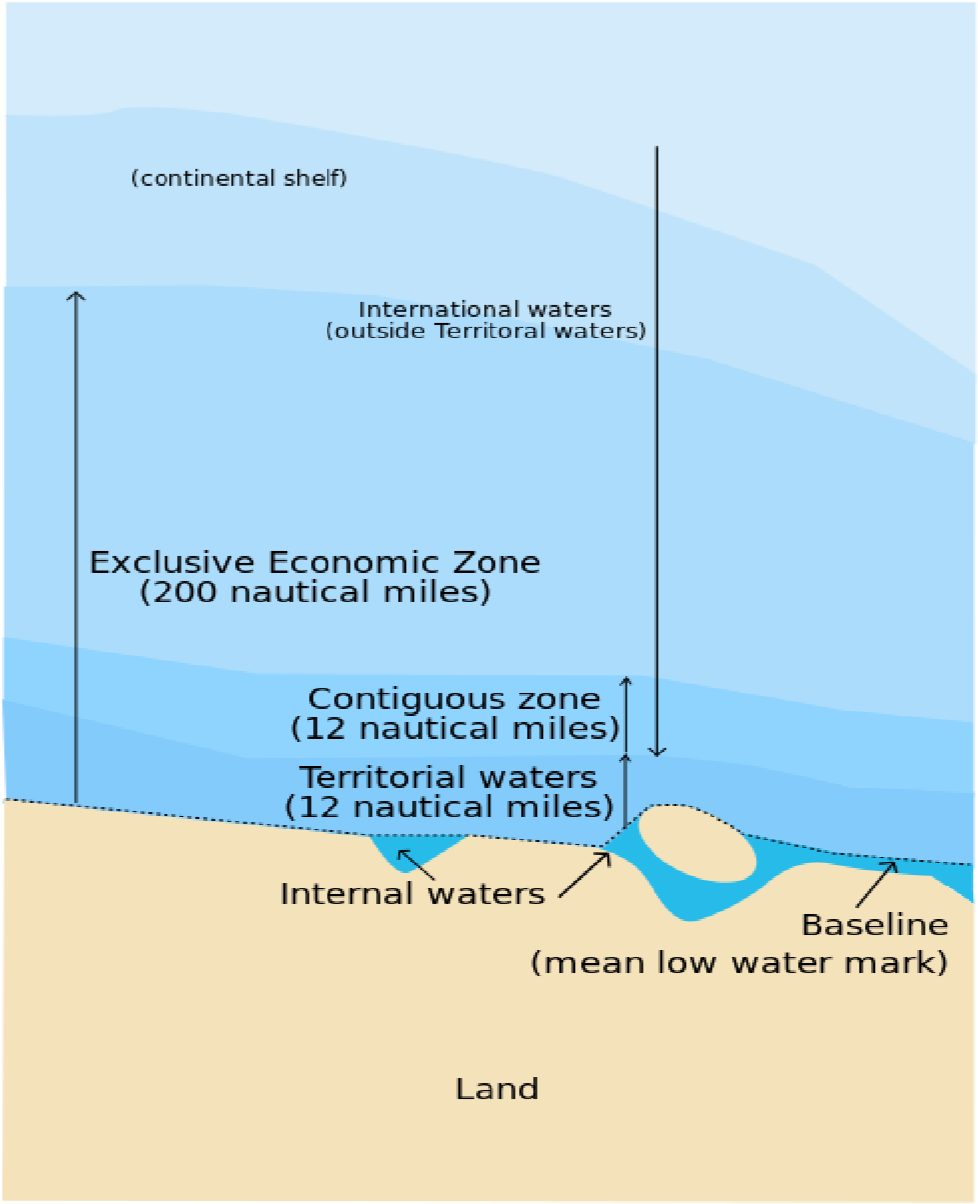 (continental shelf)
International waters
(outside Territoral waters)
Exclusive Economic Zone
(200 nautical miles)
Contiguous zone
(12 nautical miles)
Territorial waters
(12 nautical miles)
Internal waters
Baseline
(mean low water mark)
Land